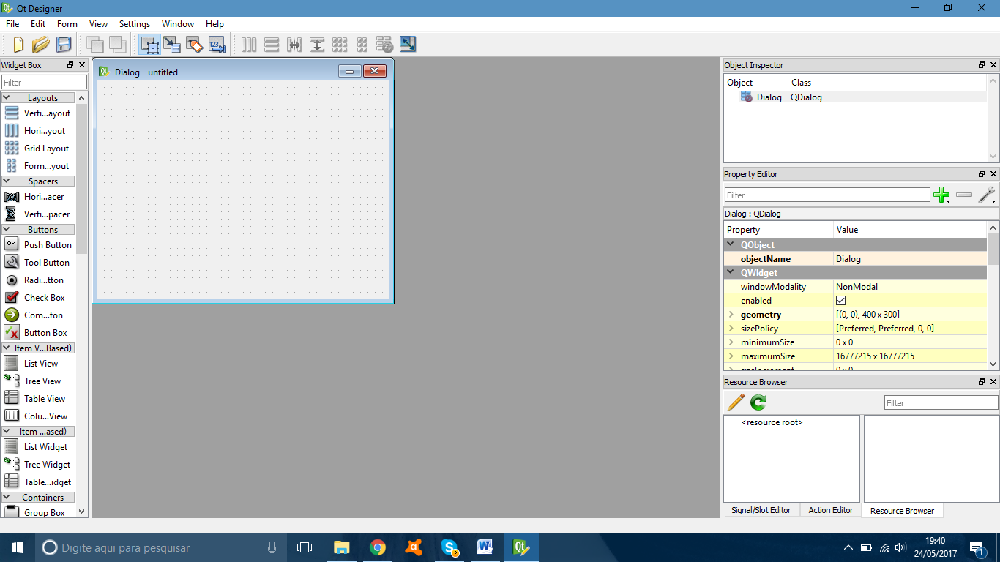 Qt Designer
File Edit Form View Settings Window Help
123
Widget Box
Filter
Layouts
Verti...ayout
Hori...yout
Grid Layout
Form...yout
Spacers
Hori...acer
Verti...pacer
Buttons
OK Push Button
Tool Button
Radi...tton
Check Box
Com...ton
Button Box
Item V...Based)
List View
Tree View
Table View
Colu...View
Item ...ased)
List Widget
Tree Widget
Table...idget
Containers
Group Box
Qt Dialog - untitled
Object Inspector
Object Class
Dialog QDialog
Property Editor
Filter
Dialog : QDialog
Property Value
QObject
objectName Dialog
QWidget
windowModality NonModal
enabled
geometry [(0, 0), 400 x 300]
sizePolicy [Preferred, Preferred, 0, 0]
minimumSize 0 x 0
maximumSize 16777215 x 16777215
sizeIncrement 0 x 0
Resource Browser
Filter
<resource root>
Signal/Slot Editor Action Editor Resource Browser
Digite aqui para pesquisar
S 2
W
Qt
19:40
24/05/2017
1